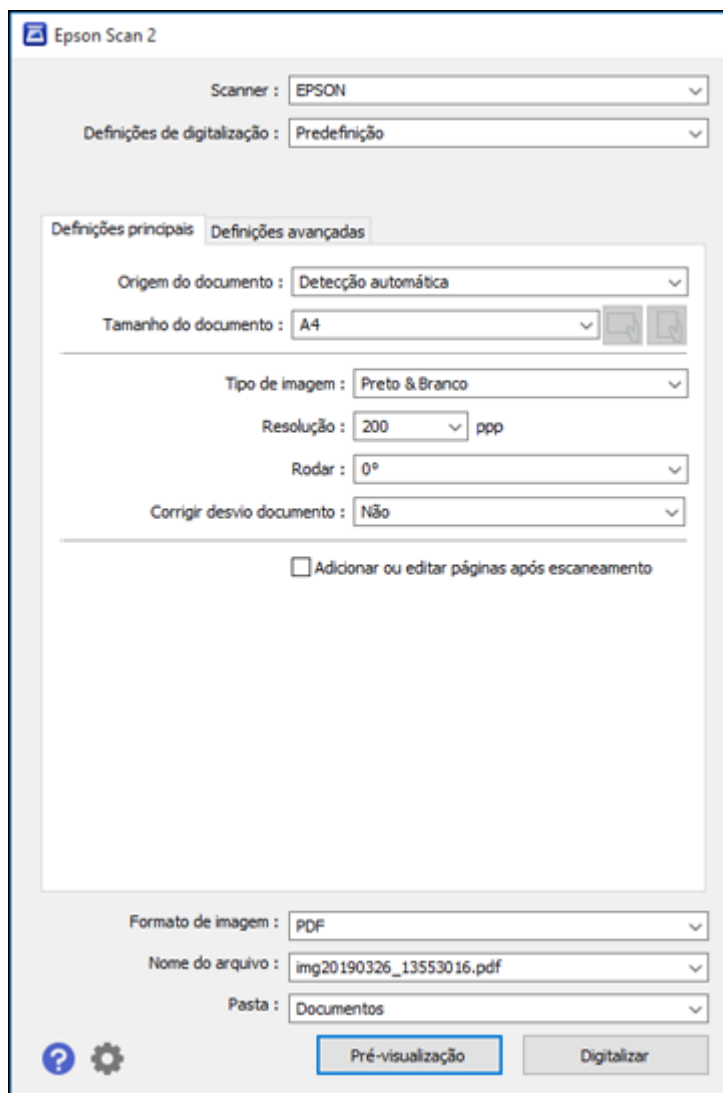 Epson Scan 2
Scanner : EPSON
Definições de digitalização : Predefinição
Definições principais Definições avançadas
Origem do documento : Detecção automática
Tamanho do documento : A4
Tipo de imagem : Preto & Branco
Resolução : 200 ppp
Rodar : 0°
Corrigir desvio documento : Não
Adicionar ou editar páginas após escaneamento
Formato de imagem : PDF
Nome do arquivo : img20190326_13553016.pdf
Pasta : Documentos
? Pré-visualização Digitalizar